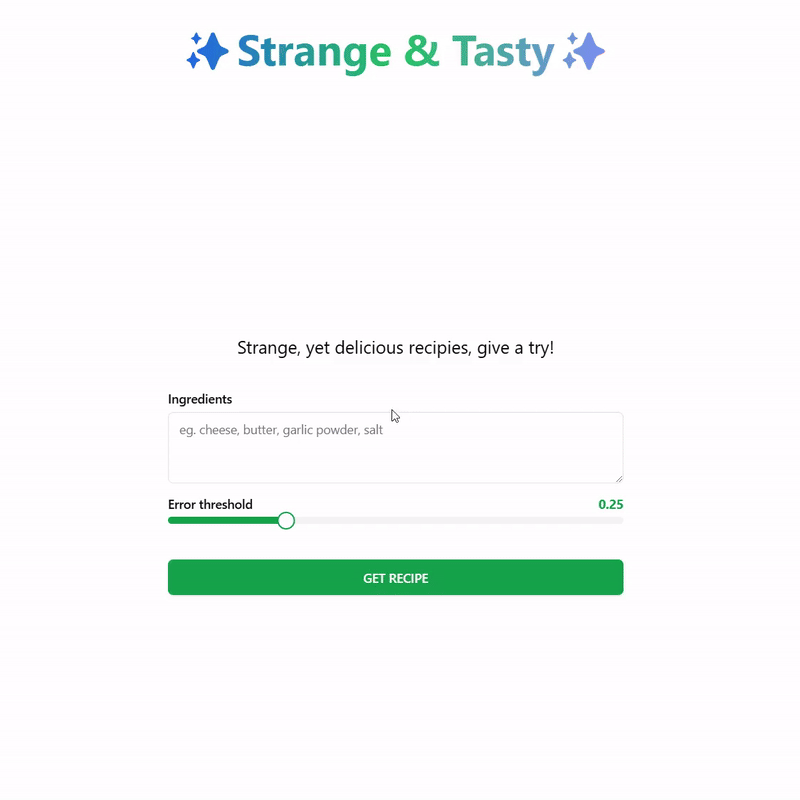 ✨ Strange & Tasty ✨
Strange, yet delicious recipies, give a try!
Ingredients
eg. cheese, butter, garlic powder, salt
Error threshold 0.25
GET RECIPE